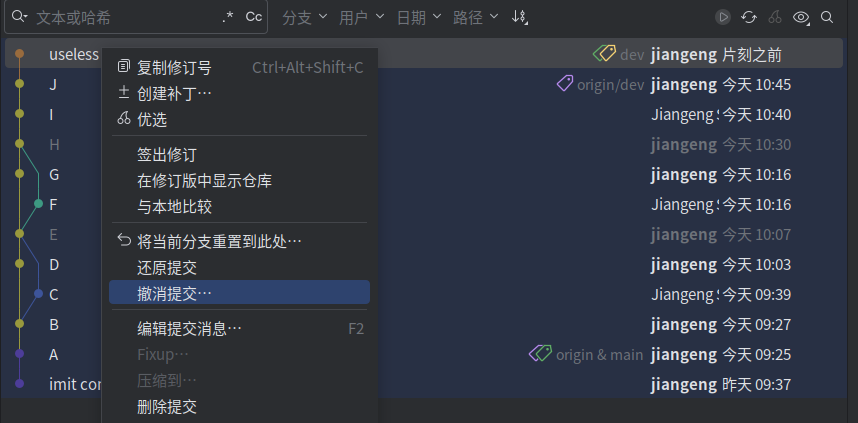 文本或哈希 .* Cc 分支 用户 日期 路径
useless dev jiangeng 片刻之前
复制修订号 Ctrl+Alt+Shift+C
J origin/dev jiangeng 今天 10:45
创建补丁…
I Jiangeng 今天 10:40
优选
H jiangeng 今天 10:30
签出修订
G jiangeng 今天 10:16
在修订版中显示仓库
F Jiangeng 今天 10:16
与本地比较
E jiangeng 今天 10:07
将当前分支重置到此处…
D jiangeng 今天 10:03
还原提交
C Jiangeng 今天 09:39
撤消提交…
B jiangeng 今天 09:27
编辑提交消息… F2
A origin & main jiangeng 今天 09:25
Fixup…
压缩到…
imit jiangeng 昨天 09:37
删除提交